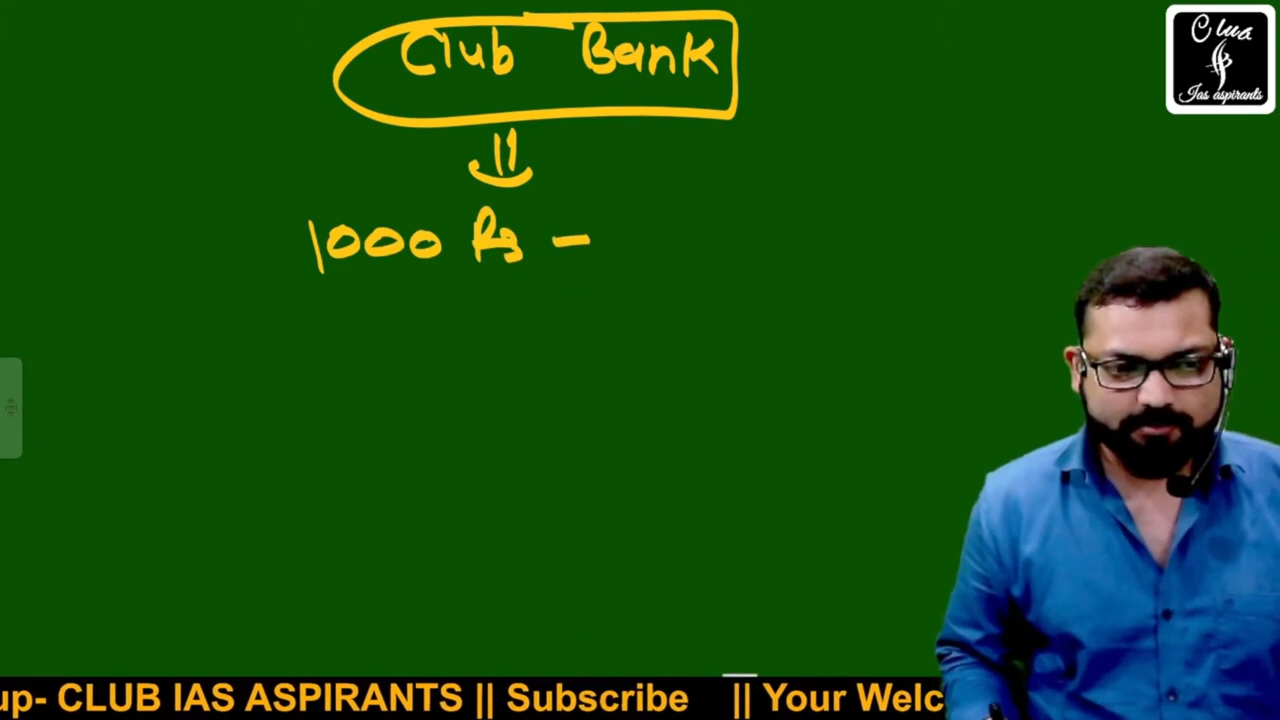 Club Bank
1000 Rs –
Club
Ias aspirants
up- CLUB IAS ASPIRANTS || Subscribe || Your Welc